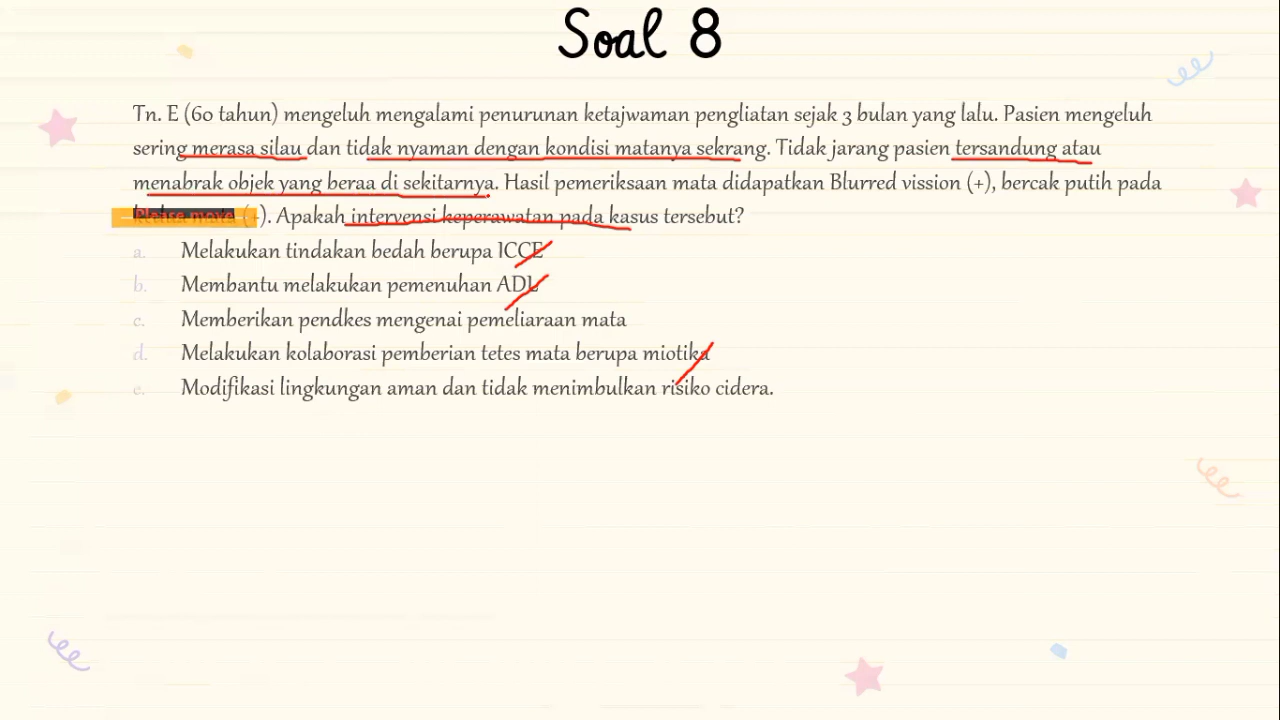 Soal 8
Tn. E (60 tahun) mengeluh mengalami penurunan ketajwaman pengliatan sejak 3 bulan yang lalu. Pasien mengeluh
sering merasa silau dan tidak nyaman dengan kondisi matanya sekrang. Tidak jarang pasien tersandung atau
menabrak objek yang beraa di sekitarnya. Hasil pemeriksaan mata didapatkan Blurred vission (+), bercak putih pada
Please move). Apakah intervensi keperawatan pada kasus tersebut?
a. Melakukan tindakan bedah berupa ICCE
b. Membantu melakukan pemenuhan ADL
c. Memberikan pendkes mengenai pemeliaraan mata
d. Melakukan kolaborasi pemberian tetes mata berupa miotika
e. Modifikasi lingkungan aman dan tidak menimbulkan risiko cidera.